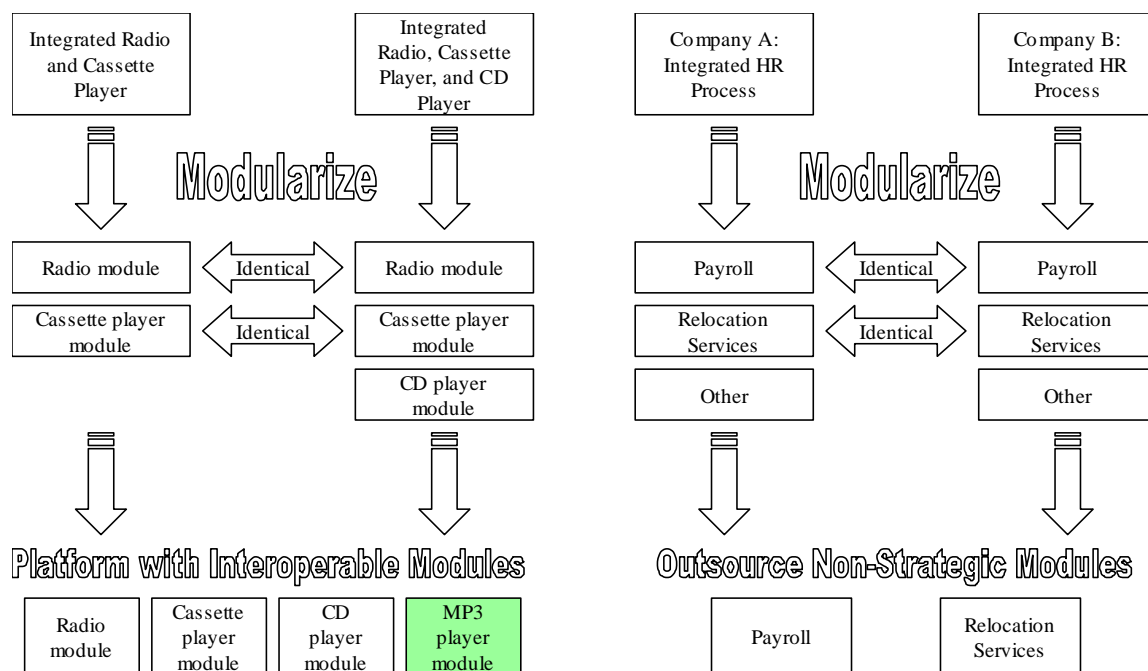 Integrated Radio
and Cassette
Player
Integrated
Radio, Cassette
Player, and CD
Player
Company A:
Integrated HR
Process
Company B:
Integrated HR
Process
Modularize
Modularize
Radio module
Identical
Radio module
Payroll
Identical
Payroll
Cassette player
module
Identical
Cassette player
module
Relocation
Services
Identical
Relocation
Services
CD player
module
Other
Other
Platform with Interoperable Modules
Outsource Non-Strategic Modules
Radio
module
Cassette
player
module
CD
player
module
MP3
player
module
Payroll
Relocation
Services